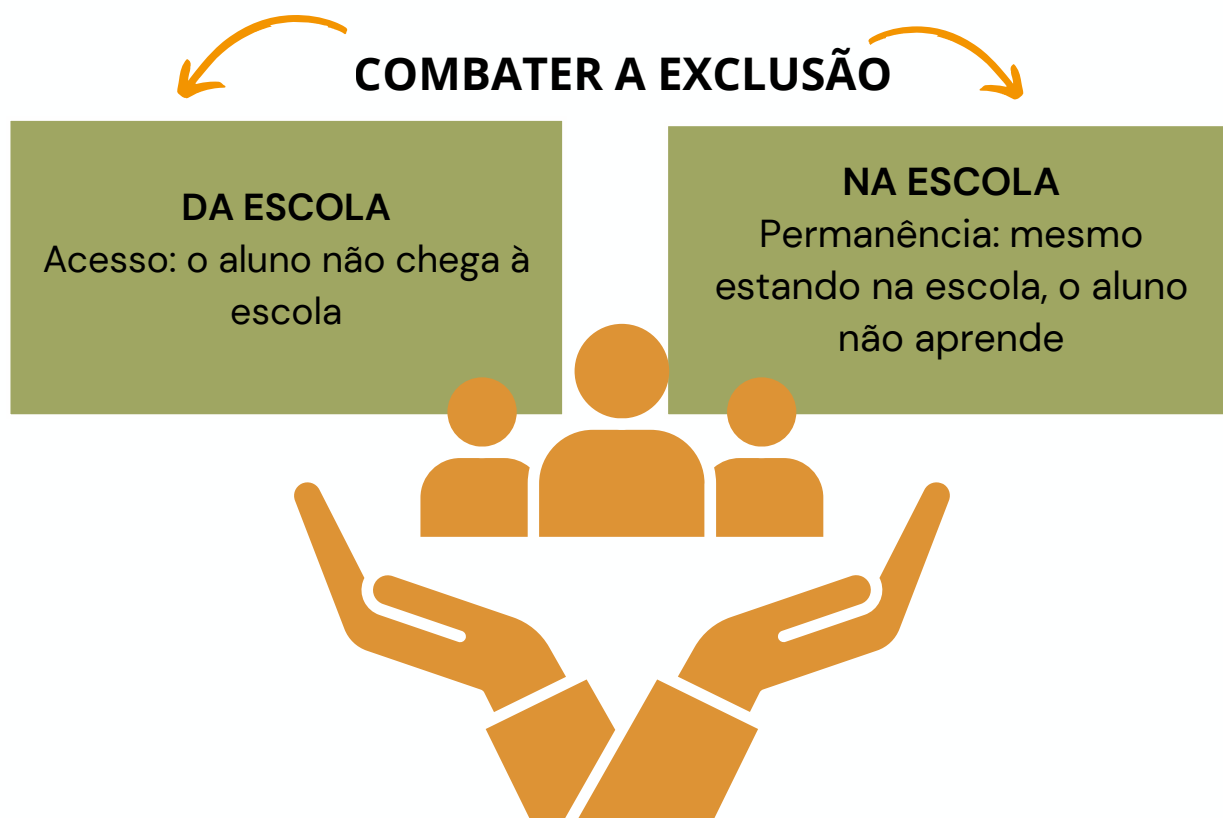 COMBATER A EXCLUSÃO
DA ESCOLA
Acesso: o aluno não chega à
escola
NA ESCOLA
Permanência: mesmo
estando na escola, o aluno
não aprende